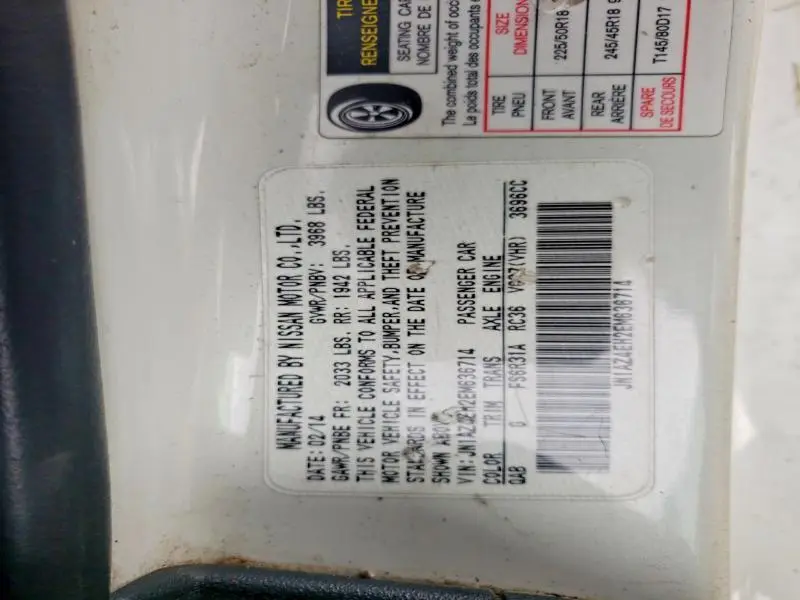 MANUFACTURED BY NISSAN MOTOR CO.,LTD.
DATE: 02/14 GVWR/PNBV: 3968 LBS.
GAWR/PNBE FR: 2033 LBS. RR: 1942 LBS.
THIS VEHICLE CONFORMS TO ALL APPLICABLE FEDERAL
MOTOR VEHICLE SAFETY,BUMPER,AND THEFT PREVENTION
STANDARDS IN EFFECT ON THE DATE OF MANUFACTURE
SHOWN ABOVE
VIN: JN1AZ4EH2EM636714 PASSENGER CAR
COLOR TRIM TRANS AXLE ENGINE
QAB G FS6R31A RC36 VQ37(VHR) 3696CC
JN1AZ4EH2EM636714
TIRE
RENSEIGNE
SEATING CA
NOMBRE DE
The combined weight of occ
Le poids total des occupants e
TIRE SIZE
PNEU DIMENSION
FRONT 225/50R18
AVANT
REAR 245/45R18
ARRIÈRE
SPARE T145/80D17
DE SECOURS